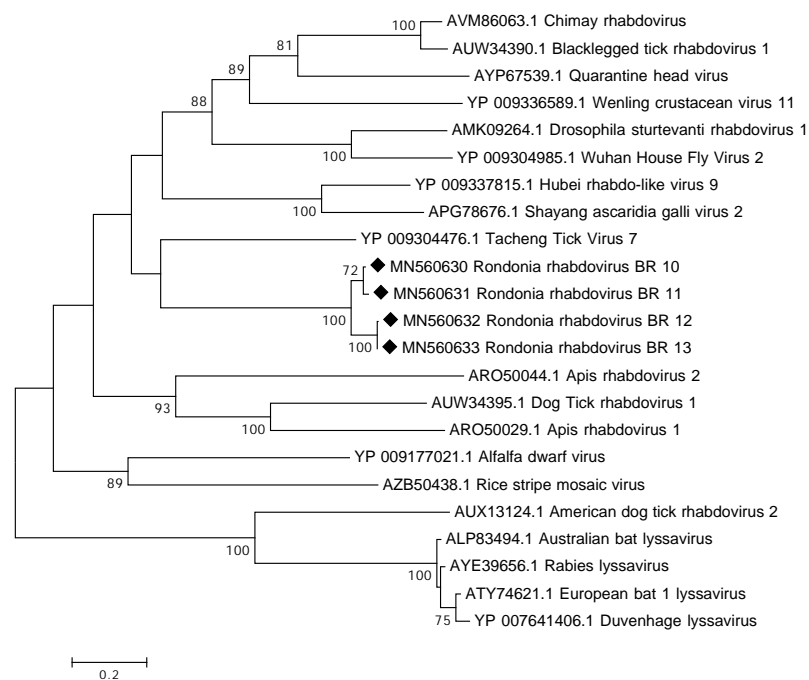 100 AVM86063.1 Chimay rhabdovirus
81
AUW34390.1 Blacklegged tick rhabdovirus 1
89
AYP67539.1 Quarantine head virus
88
YP 009336589.1 Wenling crustacean virus 11
AMK09264.1 Drosophila sturtevanti rhabdovirus 1
100
YP 009304985.1 Wuhan House Fly Virus 2
YP 009337815.1 Hubei rhabdo-like virus 9
100
APG78676.1 Shayang ascaridia galli virus 2
YP 009304476.1 Tacheng Tick Virus 7
72 MN560630 Rondonia rhabdovirus BR 10
MN560631 Rondonia rhabdovirus BR 11
100
MN560632 Rondonia rhabdovirus BR 12
100 MN560633 Rondonia rhabdovirus BR 13
ARO50044.1 Apis rhabdovirus 2
93
AUW34395.1 Dog Tick rhabdovirus 1
100
ARO50029.1 Apis rhabdovirus 1
YP 009177021.1 Alfalfa dwarf virus
89
AZB50438.1 Rice stripe mosaic virus
AUX13124.1 American dog tick rhabdovirus 2
100
ALP83494.1 Australian bat lyssavirus
AYE39656.1 Rabies lyssavirus
100
ATY74621.1 European bat 1 lyssavirus
75 YP 007641406.1 Duvenhage lyssavirus
0.2